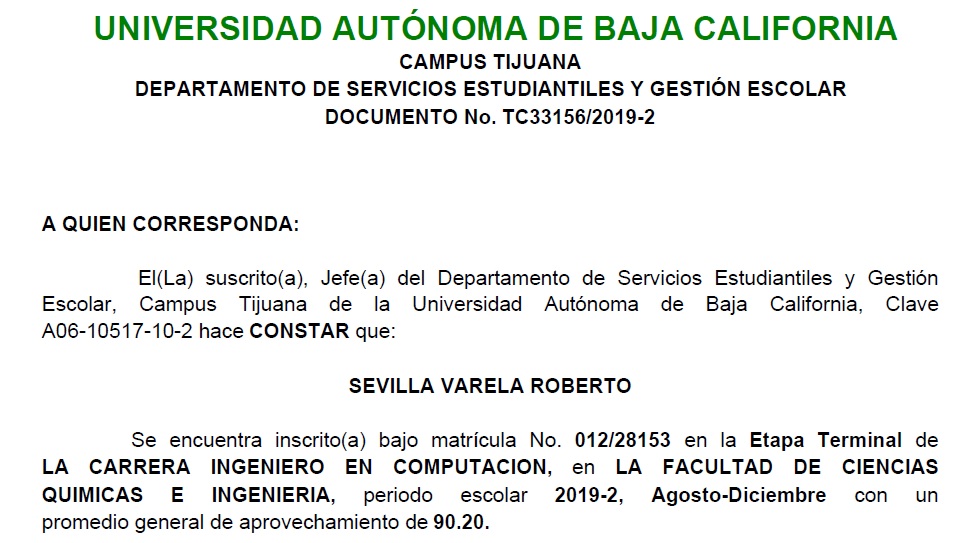 UNIVERSIDAD AUTÓNOMA DE BAJA CALIFORNIA
CAMPUS TIJUANA
DEPARTAMENTO DE SERVICIOS ESTUDIANTILES Y GESTIÓN ESCOLAR
DOCUMENTO No. TC33156/2019-2
A QUIEN CORRESPONDA:
El(La) suscrito(a), Jefe(a) del Departamento de Servicios Estudiantiles y Gestión
Escolar, Campus Tijuana de la Universidad Autónoma de Baja California, Clave
A06-10517-10-2 hace CONSTAR que:
SEVILLA VARELA ROBERTO
Se encuentra inscrito(a) bajo matrícula No. 012/28153 en la Etapa Terminal de
LA CARRERA INGENIERO EN COMPUTACION, en LA FACULTAD DE CIENCIAS
QUIMICAS E INGENIERIA, periodo escolar 2019-2, Agosto-Diciembre con un
promedio general de aprovechamiento de 90.20.